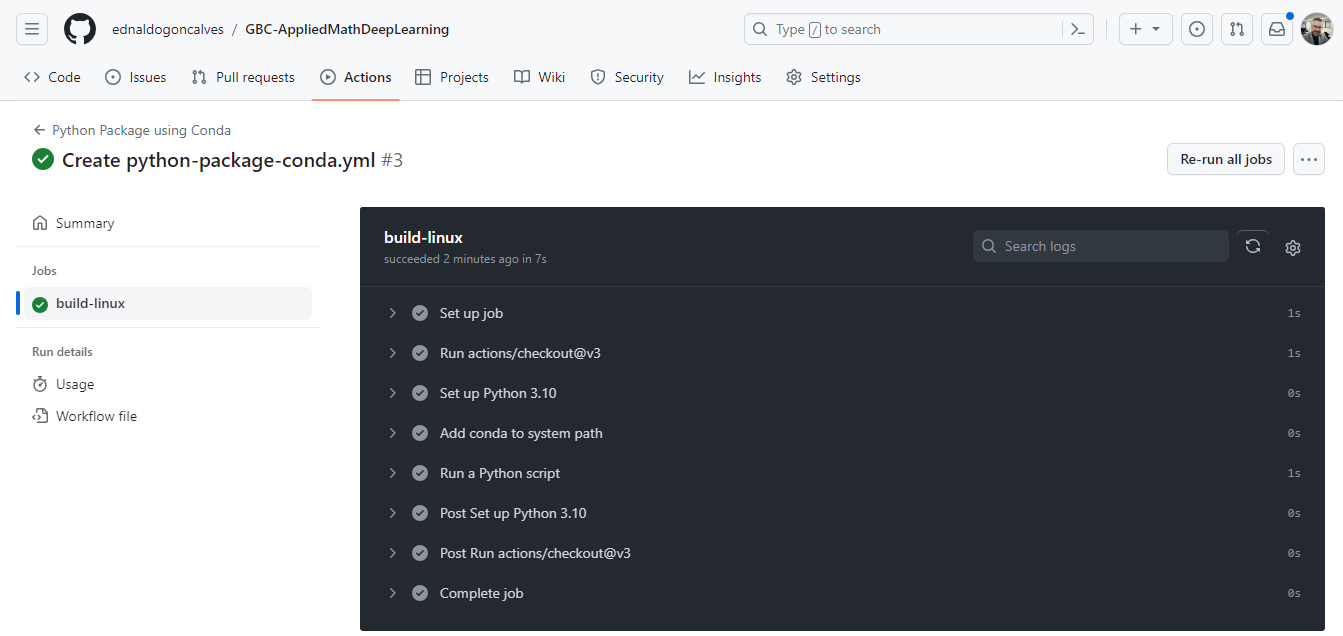 ednaldogoncalves / GBC-AppliedMathDeepLearning
Type / to search
Code Issues Pull requests Actions Projects Wiki Security Insights Settings
Python Package using Conda
Create python-package-conda.yml #3
Re-run all jobs
Summary
Jobs
build-linux
Run details
Usage
Workflow file
build-linux
succeeded 2 minutes ago in 7s
Search logs
Set up job 1s
Run actions/checkout@v3 1s
Set up Python 3.10 0s
Add conda to system path 0s
Run a Python script 1s
Post Set up Python 3.10 0s
Post Run actions/checkout@v3 0s
Complete job 0s